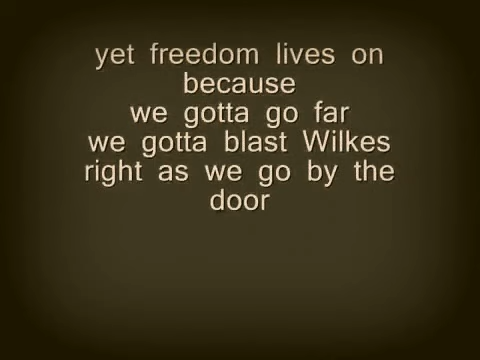 yet freedom lives on
because
we gotta go far
we gotta blast Wilkes
right as we go by the
door